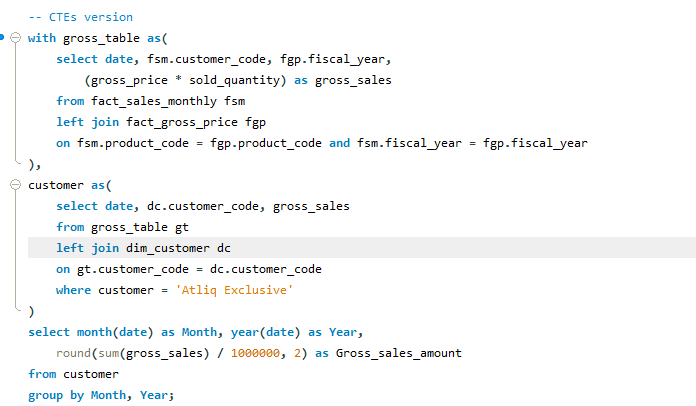 -- CTEs version
with gross_table as(
select date, fsm.customer_code, fgp.fiscal_year,
(gross_price * sold_quantity) as gross_sales
from fact_sales_monthly fsm
left join fact_gross_price fgp
on fsm.product_code = fgp.product_code and fsm.fiscal_year = fgp.fiscal_year
),
customer as(
select date, dc.customer_code, gross_sales
from gross_table gt
left join dim_customer dc
on gt.customer_code = dc.customer_code
where customer = 'Atliq Exclusive'
)
select month(date) as Month, year(date) as Year,
round(sum(gross_sales) / 1000000, 2) as Gross_sales_amount
from customer
group by Month, Year;